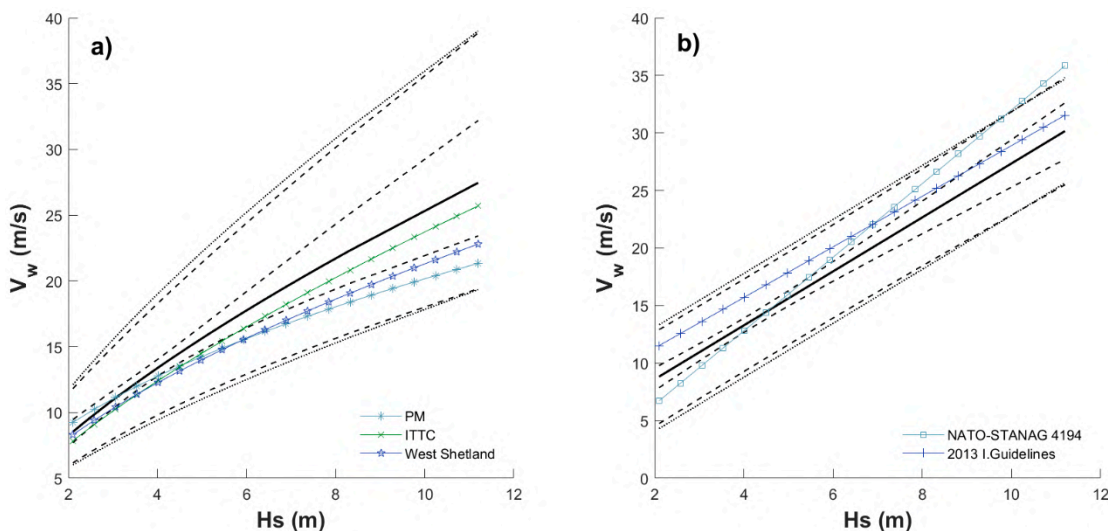 a)
40
35
30
25
20
15
10
5
V_w (m/s)
2 4 6 8 10 12
Hs (m)
PM
ITTC
West Shetland
b)
40
35
30
25
20
15
10
5
0
V_w (m/s)
2 4 6 8 10 12
Hs (m)
NATO-STANAG 4194
2013 I.Guidelines